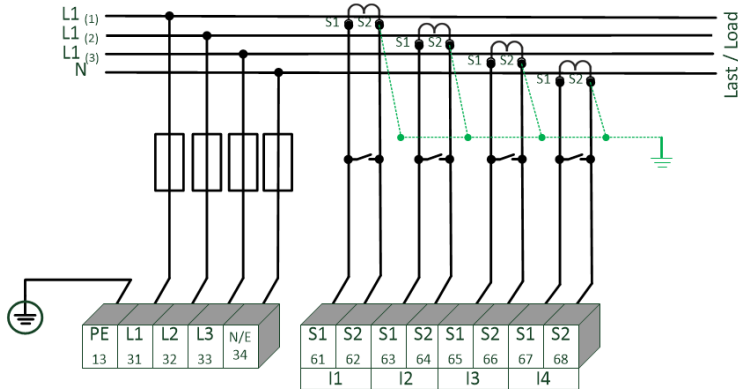 L1 (1)
L1 (2)
L1 (3)
N
S1 S2
S1 S2
S1 S2
S1 S2
Last / Load
PE L1 L2 L3 N/E
13 31 32 33 34
S1 S2 S1 S2 S1 S2 S1 S2
61 62 63 64 65 66 67 68
I1 I2 I3 I4